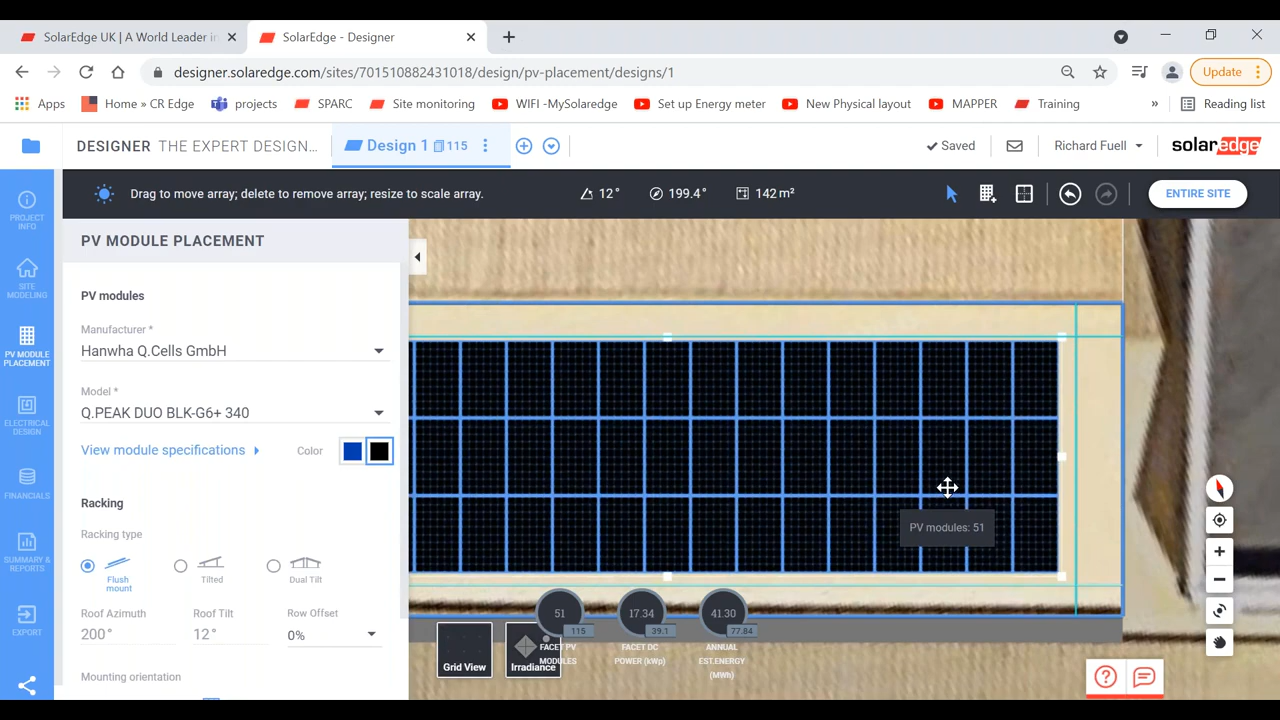 SolarEdge UK | A World Leader in
SolarEdge - Designer
designer.solaredge.com/sites/701510882431013/design/pv-placement/designs/1
Update
Apps
Home » CR Edge
projects
SPARC
Site monitoring
WIFI -MySolaredge
Set up Energy meter
New Physical layout
MAPPER
Training
»
Reading list
DESIGNER THE EXPERT DESIGN...
Design 1 115
Saved
Richard Fuell
solaredge
Drag to move array; delete to remove array; resize to scale array.
12°
199.4°
142 m²
ENTIRE SITE
PROJECT INFO
SITE MODELING
PV MODULE PLACEMENT
ELECTRICAL DESIGN
FINANCIALS
SUMMARY & REPORTS
EXPORT
PV MODULE PLACEMENT
PV modules
Manufacturer *
Hanwha Q.Cells GmbH
Model *
Q.PEAK DUO BLK-G6+ 340
View module specifications
Color
Racking
Racking type
Flush mount
Tilted
Dual Tilt
Roof Azimuth
Roof Tilt
Row Offset
200°
12°
0%
Mounting orientation
PV modules: 51
Grid View
Irradiance
51
115
FACET PV MODULES
17.34
39.1
FACET DC POWER (kWp)
41.30
77.84
ANNUAL EST.ENERGY (MWh)